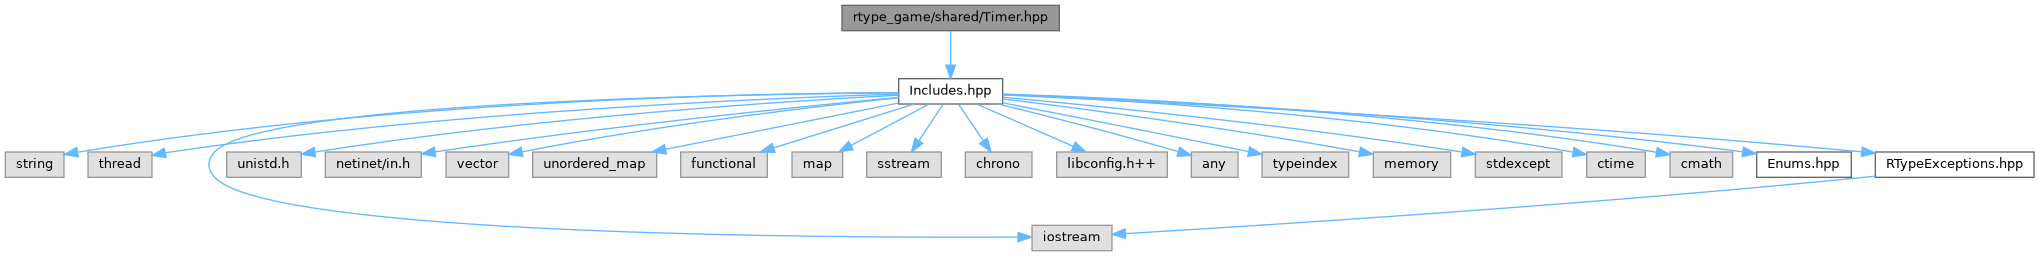 rtype_game/shared/Timer.hpp
Includes.hpp
string
thread
unistd.h
netinet/in.h
vector
unordered_map
functional
map
sstream
chrono
libconfig.h++
any
typeindex
memory
stdexcept
ctime
cmath
Enums.hpp
RTypeExceptions.hpp
iostream